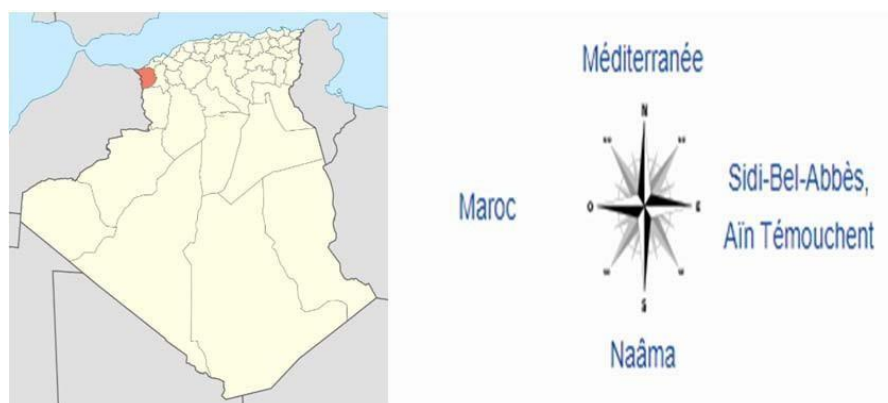 Méditerranée
N
Maroc
O
E
Sidi-Bel-Abbès,
Aïn Témouchent
S
Naâma